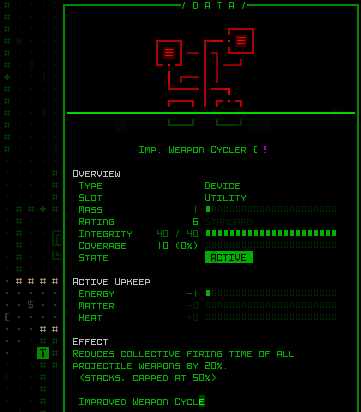 / D A T A /
Imp. Weapon Cycler [ !
Overview
Type Device
Slot Utility
Mass 1
Rating 6 Standard
Integrity 40 / 40
Coverage 10 (0%)
State ACTIVE
Active Upkeep
Energy -1
Matter -0
Heat +0
Effect
Reduces collective firing time of all
projectile weapons by 20%.
<stacks, capped at 50%>
Improved Weapon Cycle